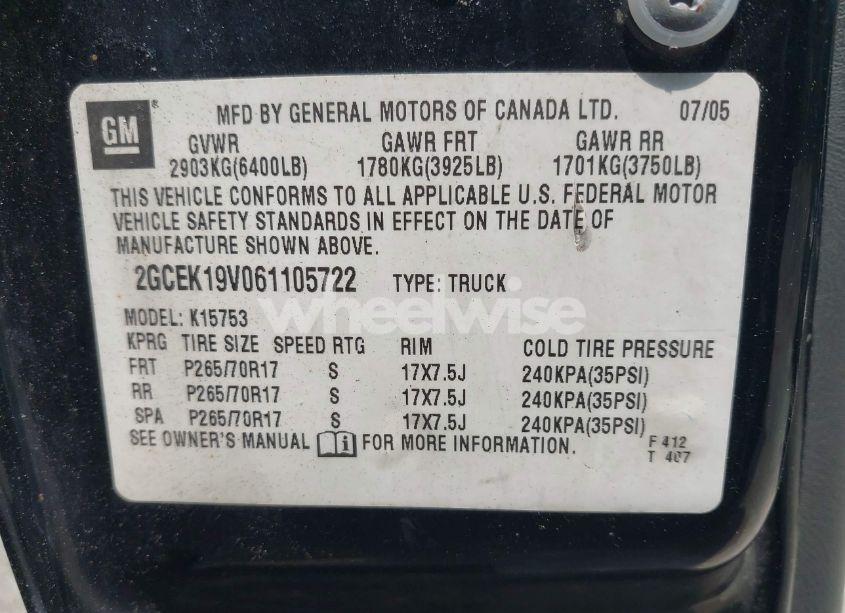 GM ® MFD BY GENERAL MOTORS OF CANADA LTD. 07/05
GVWR GAWR FRT GAWR RR
2903KG(6400LB) 1780KG(3925LB) 1701KG(3750LB)
THIS VEHICLE CONFORMS TO ALL APPLICABLE U.S. FEDERAL MOTOR
VEHICLE SAFETY STANDARDS IN EFFECT ON THE DATE OF
MANUFACTURE SHOWN ABOVE.
2GCEK19V061105722 TYPE: TRUCK
wheelwise
MODEL: K15753
KPRG TIRE SIZE SPEED RTG RIM COLD TIRE PRESSURE
FRT P265/70R17 S 17X7.5J 240KPA(35PSI)
RR P265/70R17 S 17X7.5J 240KPA(35PSI)
SPA P265/70R17 S 17X7.5J 240KPA(35PSI)
SEE OWNER'S MANUAL FOR MORE INFORMATION.
F 412
T 407